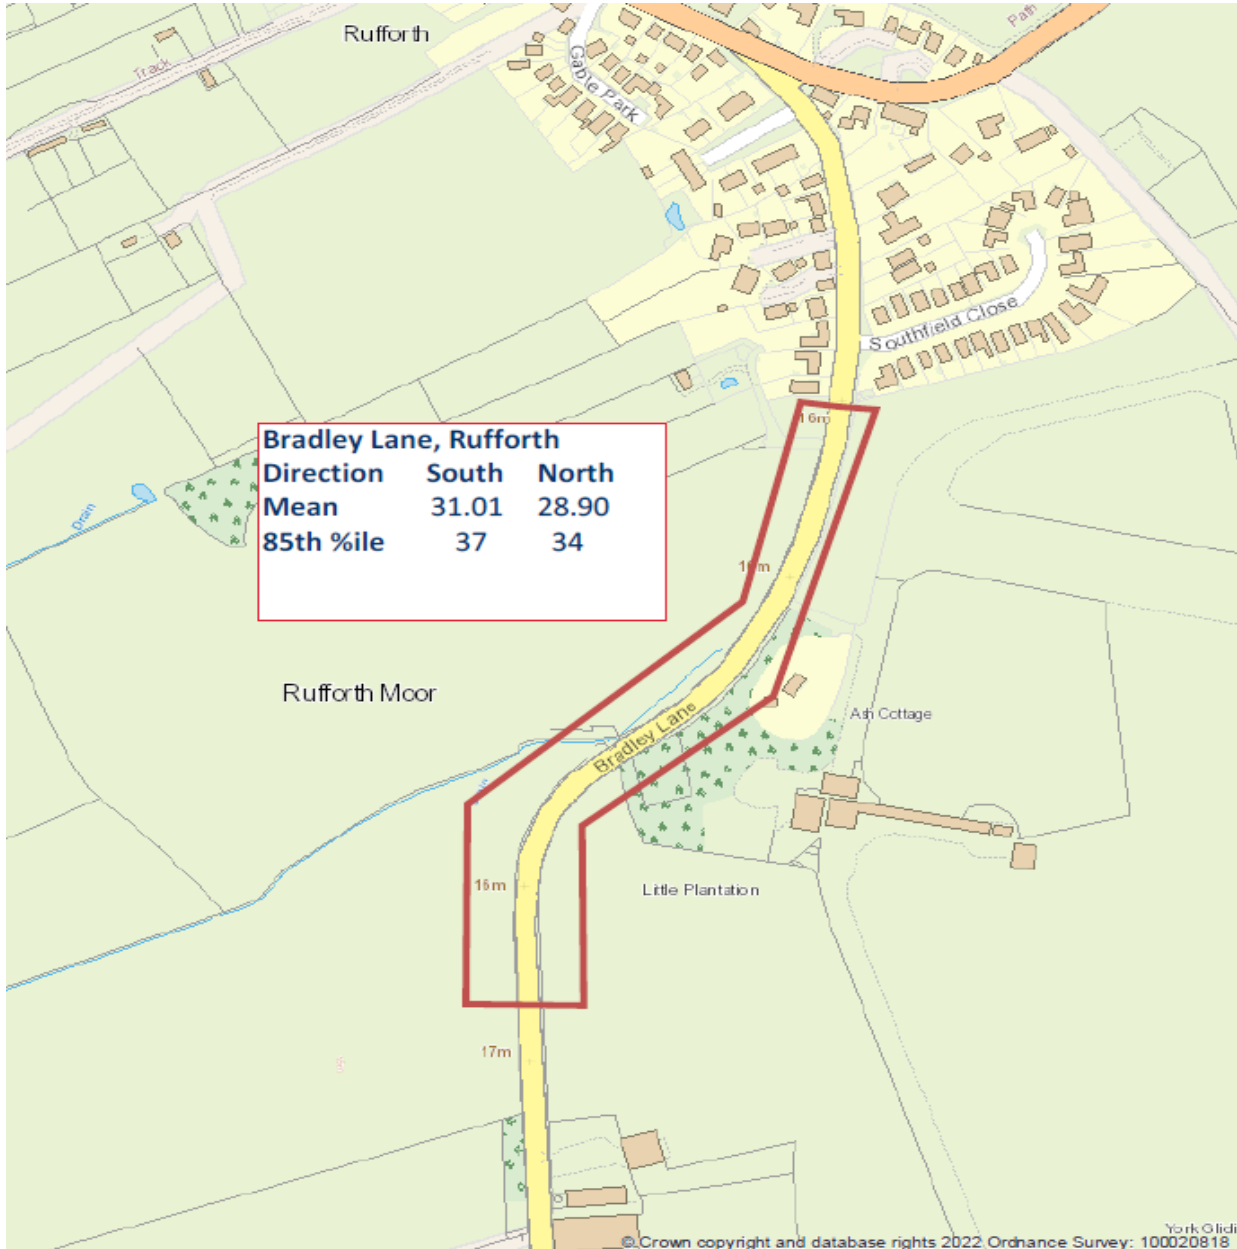 Rufforth
Path
Track
Gable Park
Southfield Close
16m
Bradley Lane, Rufforth
Direction South North
Mean 31.01 28.90
85th %ile 37 34
Drain
Rufforth Moor
Ash Cottage
Bradley Lane
16m
Little Plantation
17m
© Crown copyright and database rights 2022 Ordnance Survey: 100020818